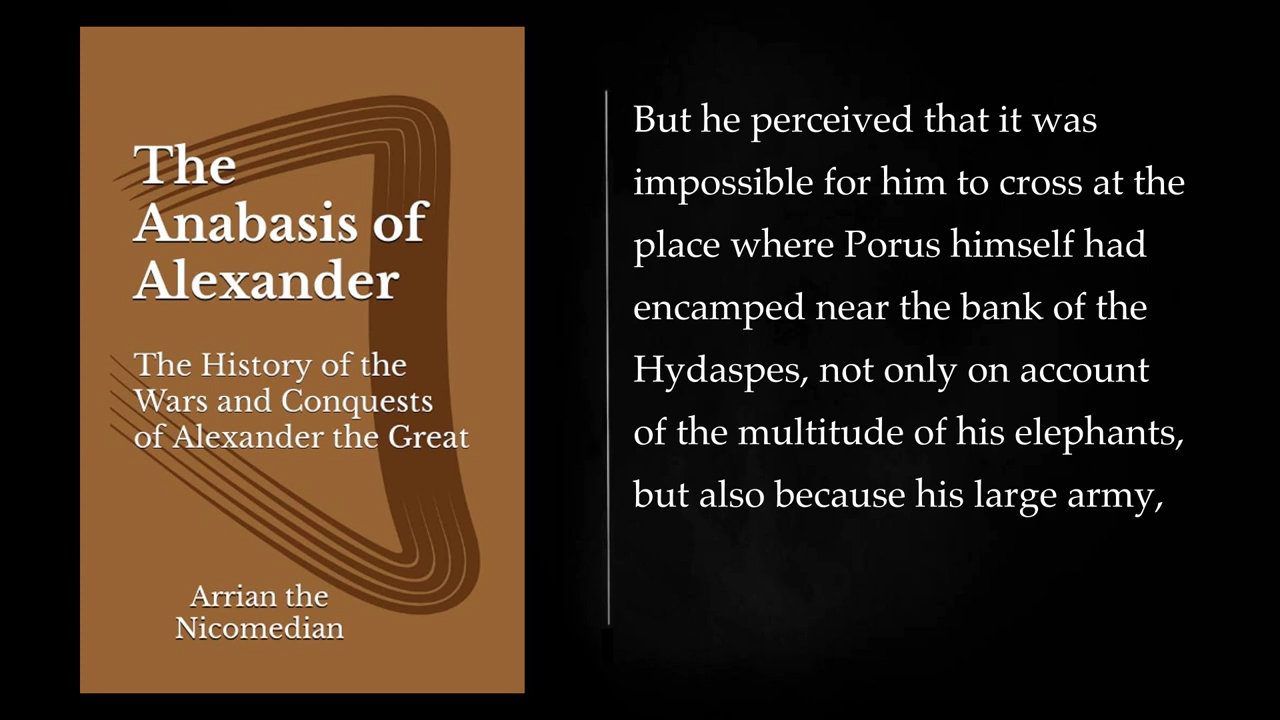 The
Anabasis of
Alexander
The History of the
Wars and Conquests
of Alexander the Great
Arrian the
Nicomedian
But he perceived that it was
impossible for him to cross at the
place where Porus himself had
encamped near the bank of the
Hydaspes, not only on account
of the multitude of his elephants,
but also because his large army,